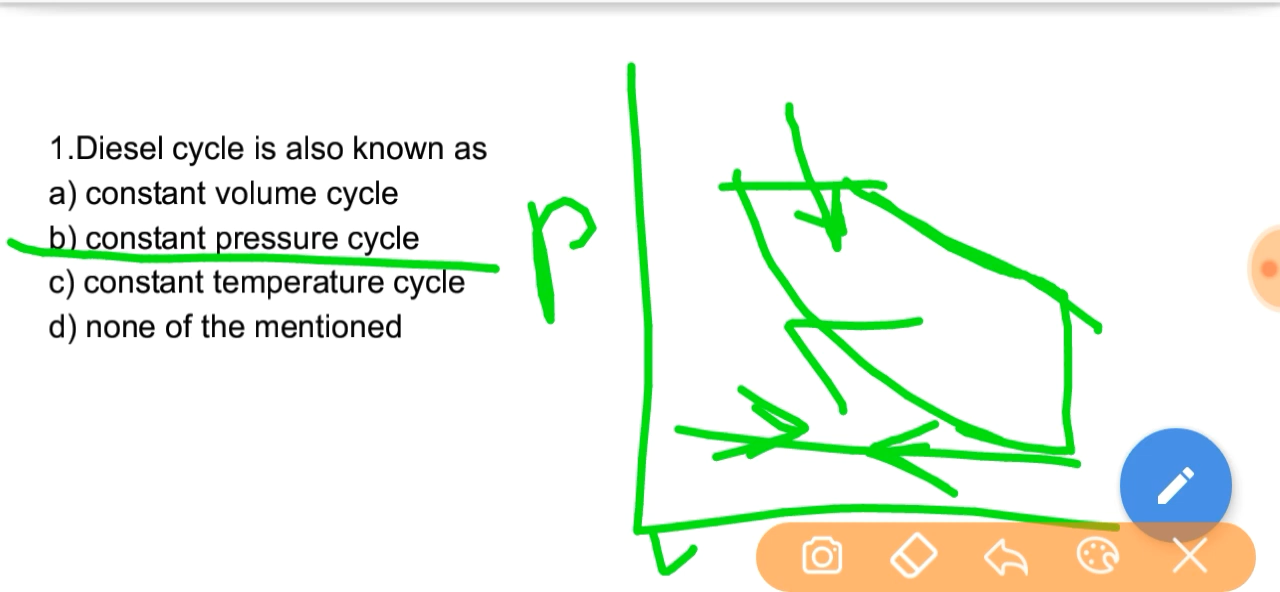 1.Diesel cycle is also known as
a) constant volume cycle
b) constant pressure cycle
c) constant temperature cycle
d) none of the mentioned
P